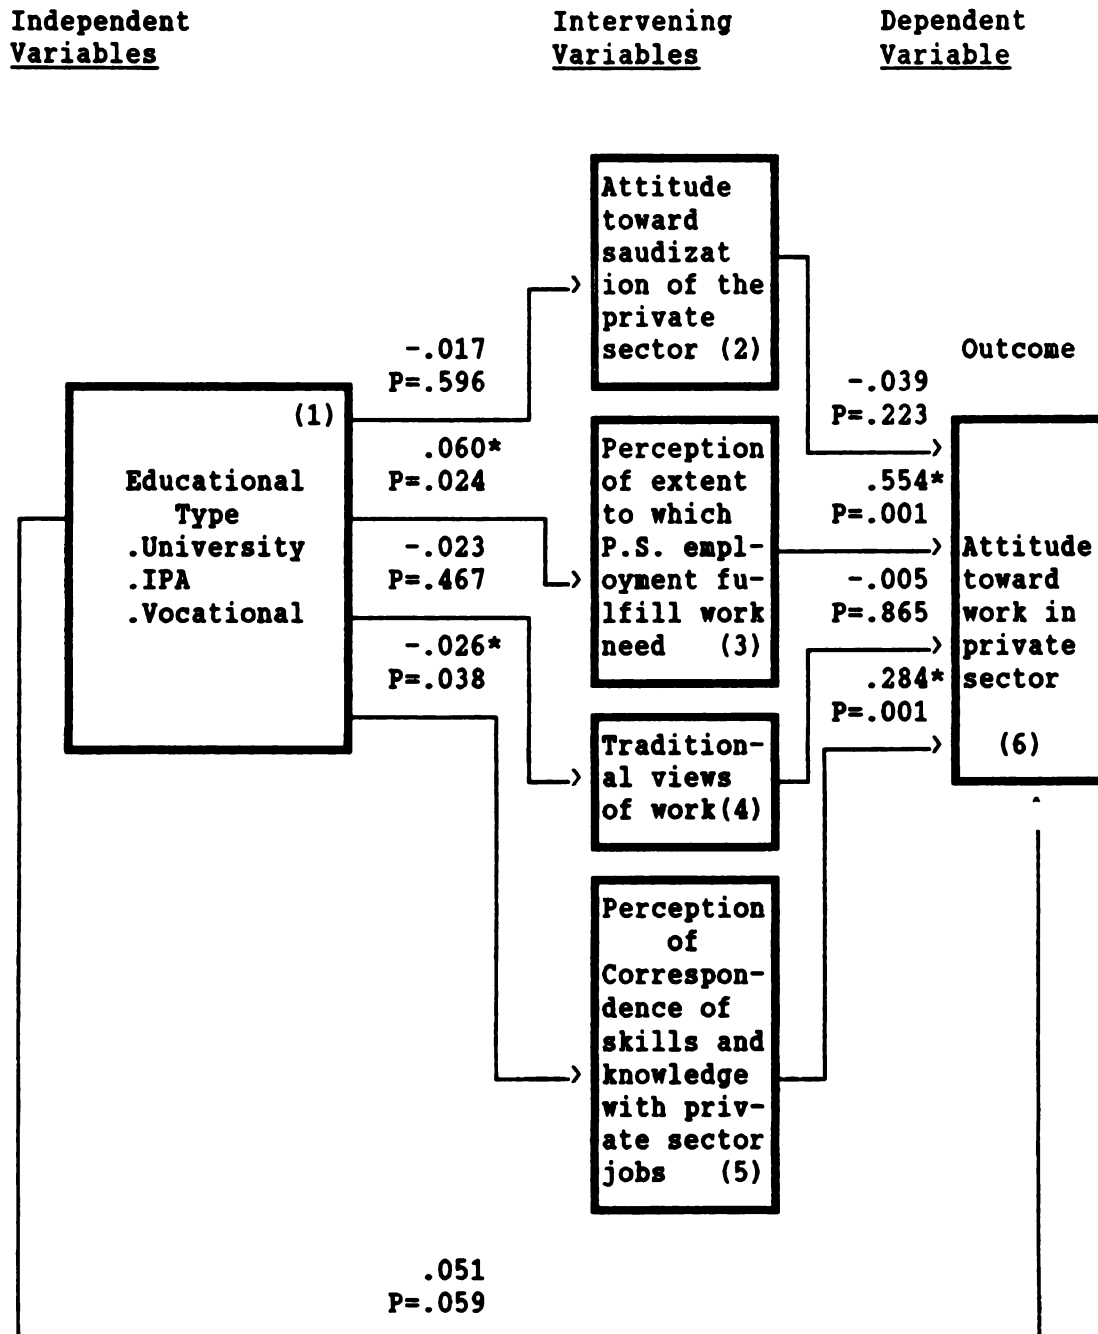 Independent
Variables
Intervening
Variables
Dependent
Variable
(1)
Educational
Type
.University
.IPA
.Vocational
-.017
P=.596
.060*
P=.024
-.023
P=.467
-.026*
P=.038
Attitude
toward
saudizat
ion of the
private
sector (2)
Perception
of extent
to which
P.S. empl-
oyment fu-
lfill work
need (3)
Tradition-
al views
of work(4)
Perception
of
Correspon-
dence of
skills and
knowledge
with priv-
ate sector
jobs (5)
-.039
P=.223
.554*
P=.001
-.005
P=.865
.284*
P=.001
Outcome
Attitude
toward
work in
private
sector
(6)
.051
P=.059